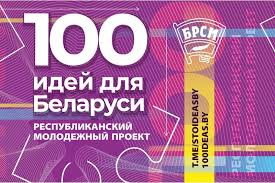 100
идей для
Беларуси
РЕСПУБЛИКАНСКИЙ
МОЛОДЕЖНЫЙ ПРОЕКТ
БРСМ
T.ME/STOIDEASBY
100IDEAS.BY